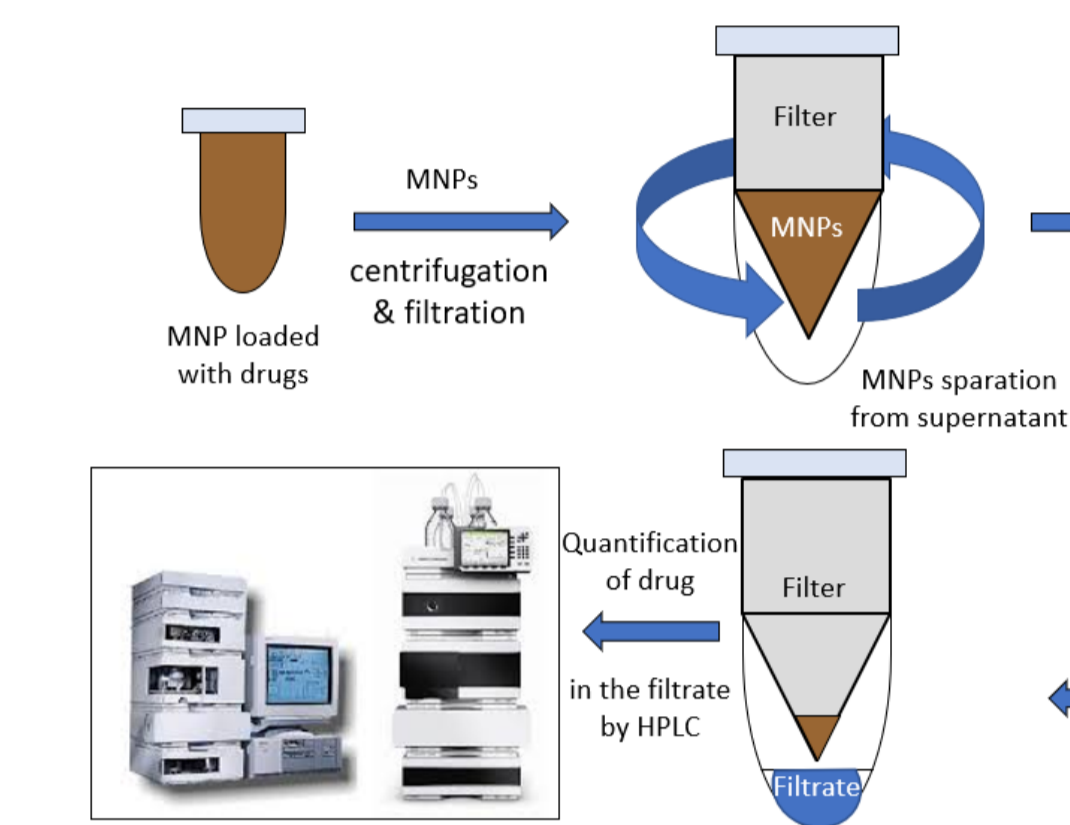 Filter
MNPs
MNPs
centrifugation
& filtration
MNP loaded
with drugs
MNPs sparation
from supernatant
Quantification
of drug
in the filtrate
by HPLC
Filter
Filtrate